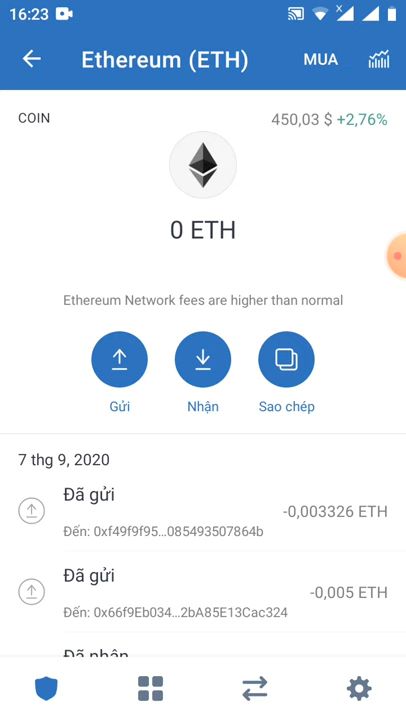 16:23
Ethereum (ETH)
MUA
COIN
450,03 $ +2,76%
0 ETH
Ethereum Network fees are higher than normal
Gửi
Nhận
Sao chép
7 thg 9, 2020
Đã gửi
-0,003326 ETH
Đến: 0xf49f9f95...085493507864b
Đã gửi
-0,005 ETH
Đến: 0x66f9Eb034...2bA85E13Cac324
Đã nhận